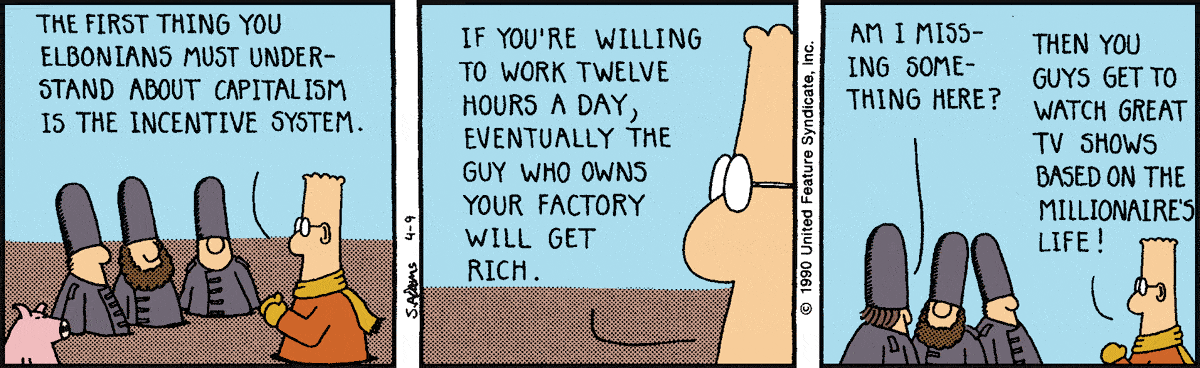 THE FIRST THING YOU
ELBONIANS MUST UNDER-
STAND ABOUT CAPITALISM
IS THE INCENTIVE SYSTEM.
S.Adams 4-9
IF YOU'RE WILLING
TO WORK TWELVE
HOURS A DAY,
EVENTUALLY THE
GUY WHO OWNS
YOUR FACTORY
WILL GET
RICH.
© 1990 United Feature Syndicate, Inc.
AM I MISS-
ING SOME-
THING HERE?
THEN YOU
GUYS GET TO
WATCH GREAT
TV SHOWS
BASED ON THE
MILLIONAIRE'S
LIFE!